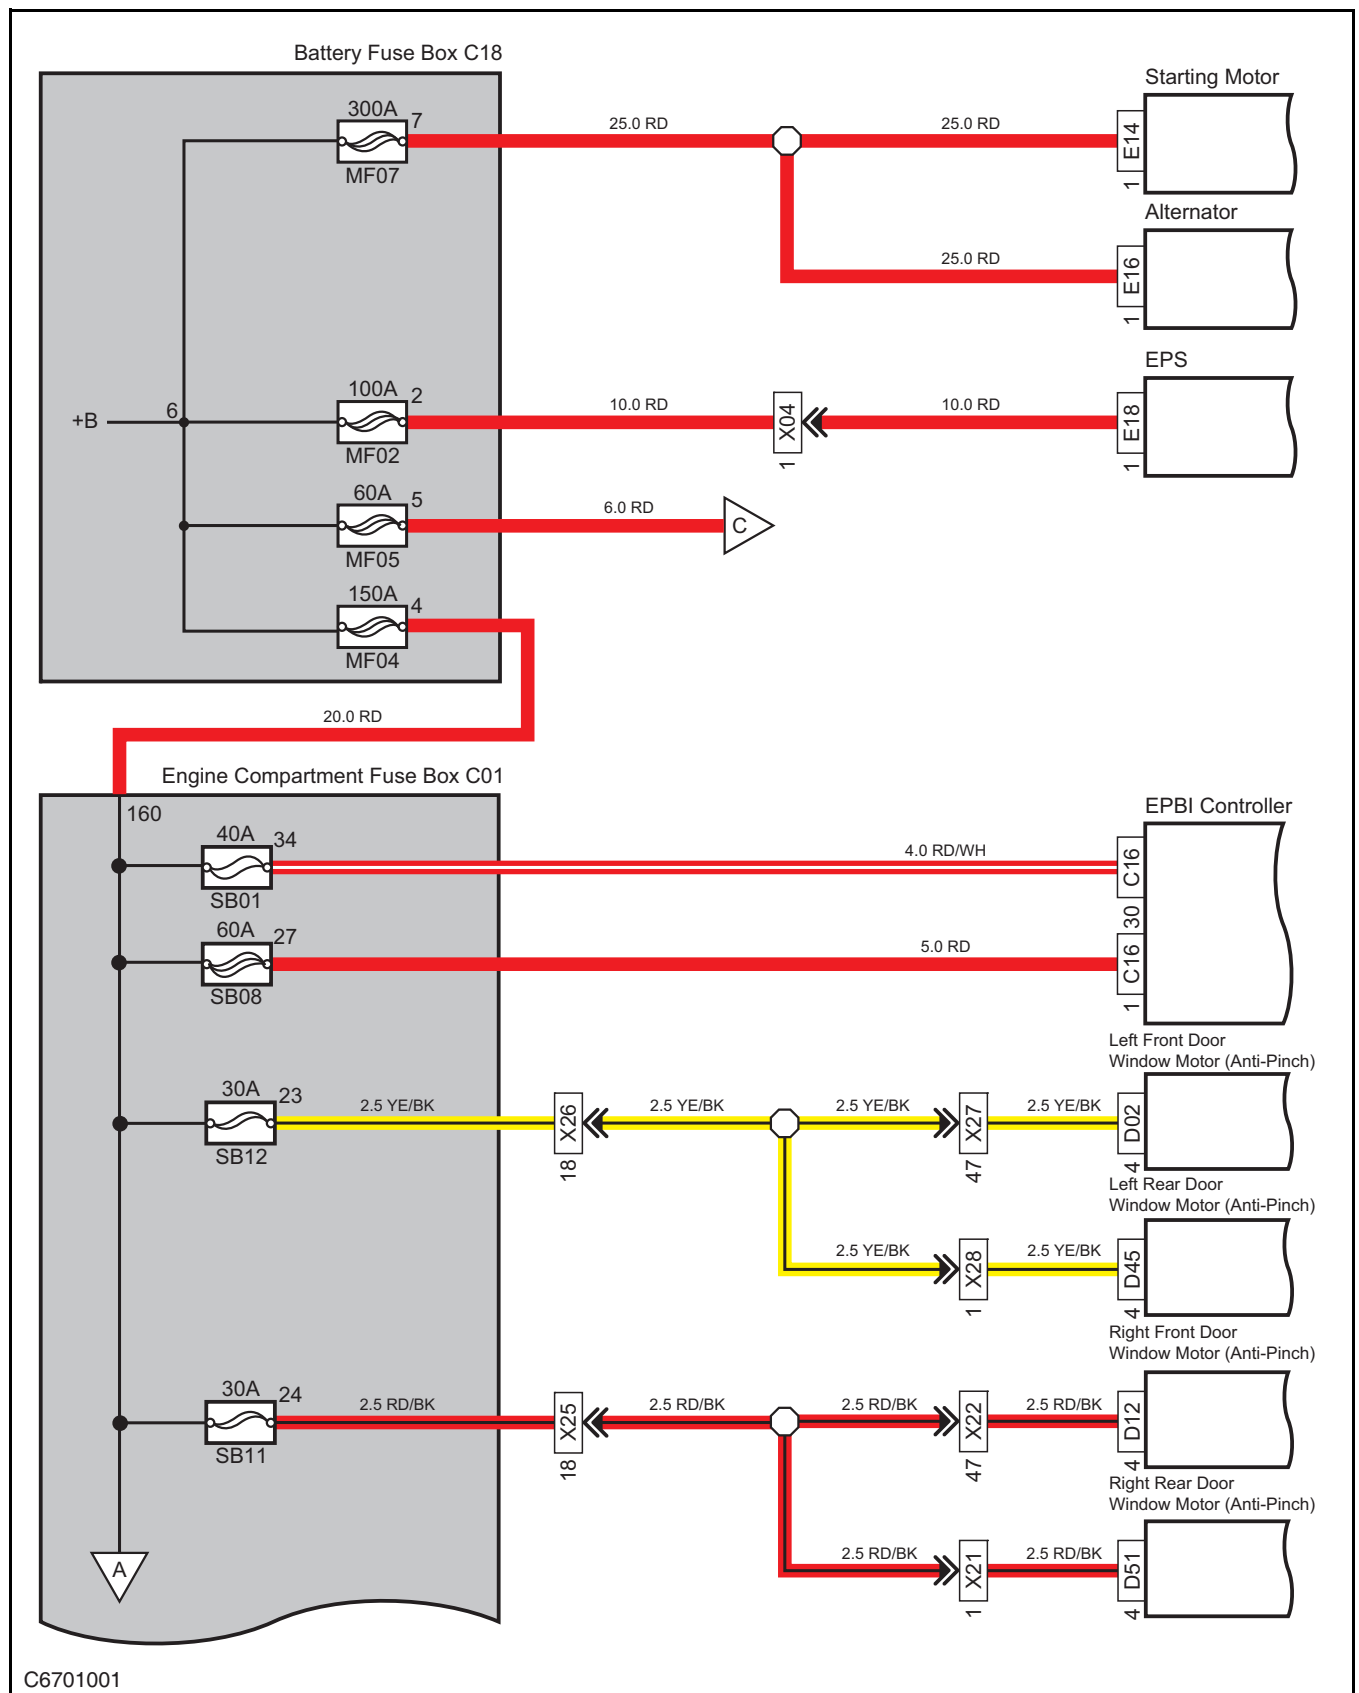 Battery Fuse Box C18
300A
7
MF07
25.0 RD
25.0 RD
Starting Motor
E14
1
Alternator
25.0 RD
E16
1
+B
6
100A
2
MF02
10.0 RD
X04
1
10.0 RD
EPS
E18
1
60A
5
MF05
6.0 RD
C
150A
4
MF04
20.0 RD
Engine Compartment Fuse Box C01
160
40A
34
SB01
4.0 RD/WH
EPBI Controller
C16
30
60A
27
SB08
5.0 RD
C16
1
Left Front Door
Window Motor (Anti-Pinch)
30A
23
SB12
2.5 YE/BK
X26
18
2.5 YE/BK
2.5 YE/BK
X27
47
2.5 YE/BK
D02
4
Left Rear Door
Window Motor (Anti-Pinch)
2.5 YE/BK
X28
1
2.5 YE/BK
D45
4
Right Front Door
Window Motor (Anti-Pinch)
30A
24
SB11
2.5 RD/BK
X25
18
2.5 RD/BK
2.5 RD/BK
X22
47
2.5 RD/BK
D12
4
Right Rear Door
Window Motor (Anti-Pinch)
2.5 RD/BK
X21
1
2.5 RD/BK
D51
4
A
C6701001